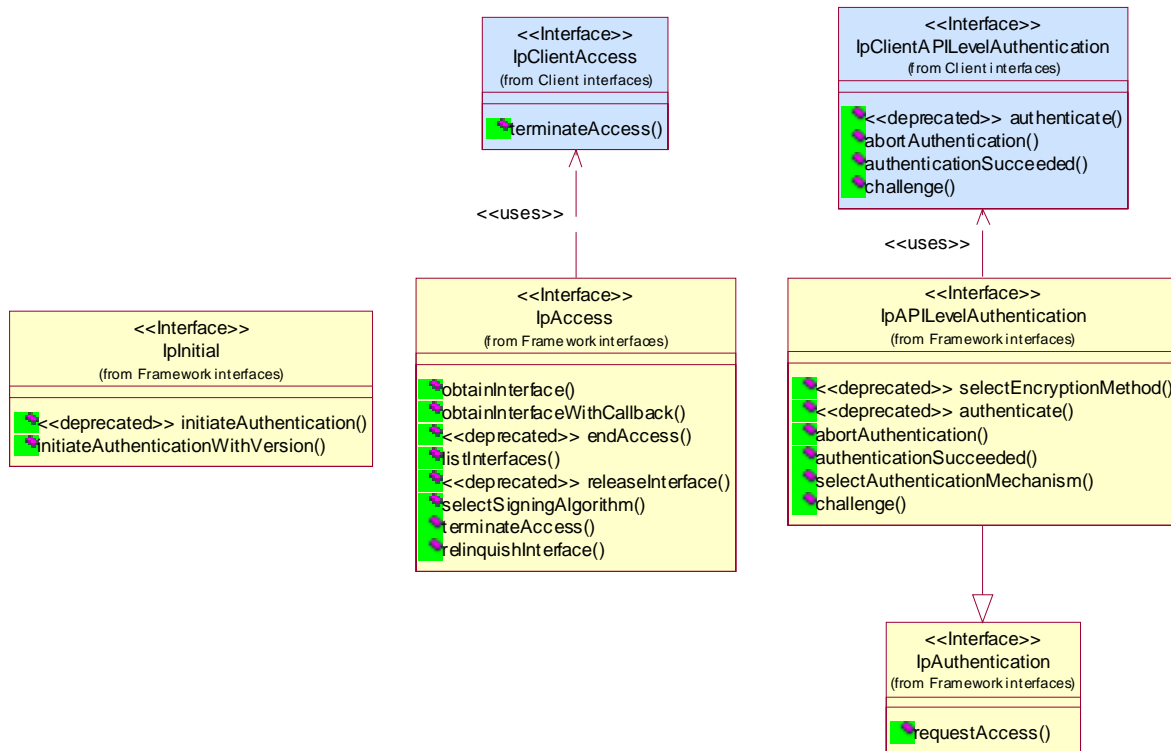 <<Interface>>
IpClientAccess
(from Client interfaces)
terminateAccess()
<<Interface>>
IpClientAPILevelAuthentication
(from Client interfaces)
<<deprecated>> authenticate()
abortAuthentication()
authenticationSucceeded()
challenge()
<<uses>>
<<uses>>
<<Interface>>
IpInitial
(from Framework interfaces)
<<deprecated>> initiateAuthentication()
initiateAuthenticationWithVersion()
<<Interface>>
IpAccess
(from Framework interfaces)
obtainInterface()
obtainInterfaceWithCallback()
<<deprecated>> endAccess()
listInterfaces()
<<deprecated>> releaseInterface()
selectSigningAlgorithm()
terminateAccess()
relinquishInterface()
<<Interface>>
IpAPILevelAuthentication
(from Framework interfaces)
<<deprecated>> selectEncryptionMethod()
<<deprecated>> authenticate()
abortAuthentication()
authenticationSucceeded()
selectAuthenticationMechanism()
challenge()
<<Interface>>
IpAuthentication
(from Framework interfaces)
requestAccess()